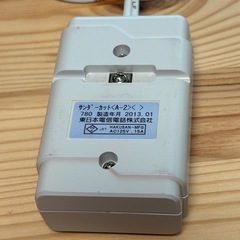 サンダーカット<A-2>< >
780 製造年月 2013.01
東日本電信電話株式会社
JET HAKUSAN-MFG
AC125V . 15A